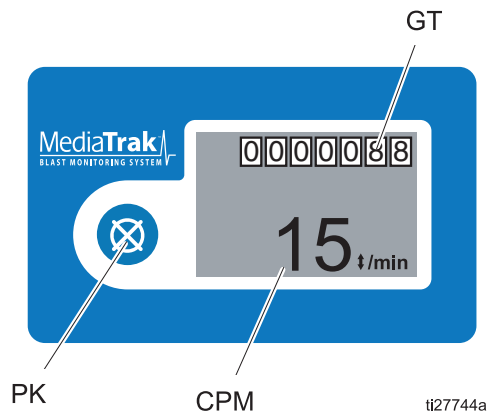 GT
MediaTrak
BLAST MONITORING SYSTEM
0000088
15 ↕/min
PK
CPM
ti27744a